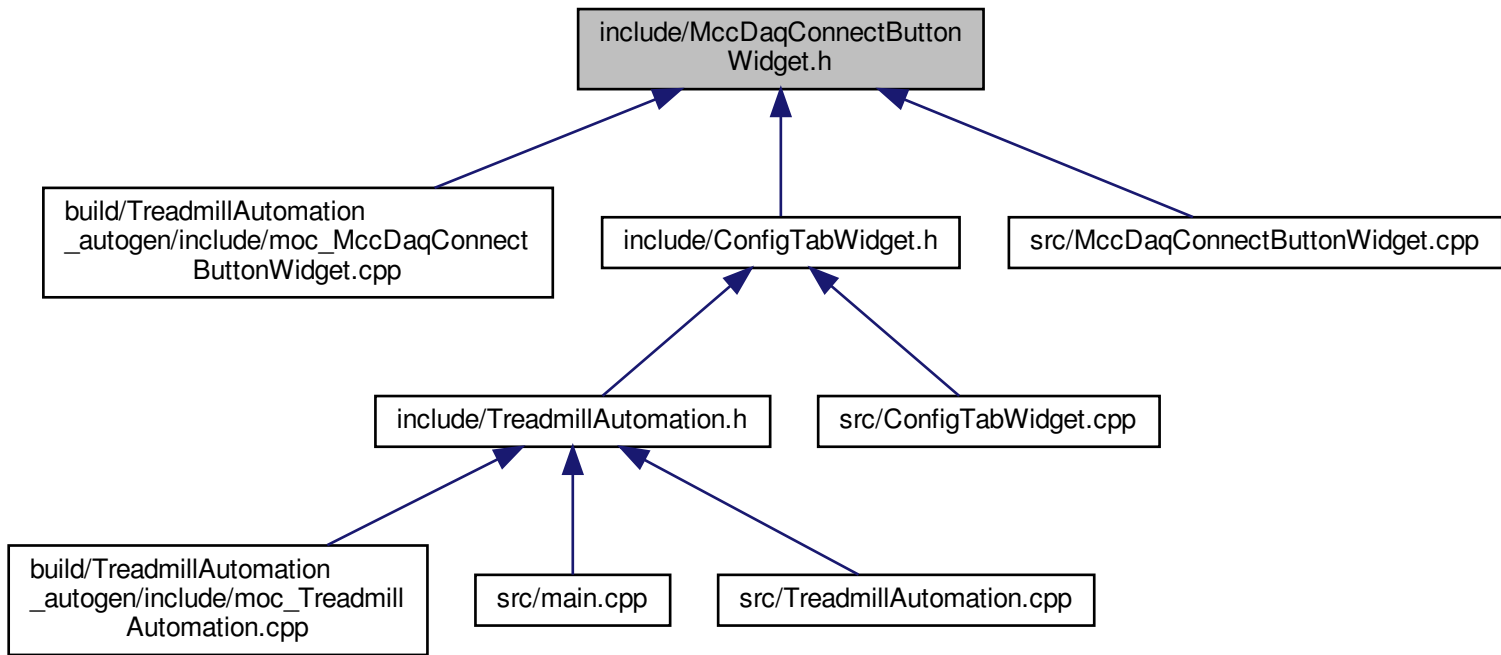 include/MccDaqConnectButton
Widget.h
build/TreadmillAutomation
_autogen/include/moc_MccDaqConnect
ButtonWidget.cpp
include/ConfigTabWidget.h
src/MccDaqConnectButtonWidget.cpp
include/TreadmillAutomation.h
src/ConfigTabWidget.cpp
build/TreadmillAutomation
_autogen/include/moc_Treadmill
Automation.cpp
src/main.cpp
src/TreadmillAutomation.cpp